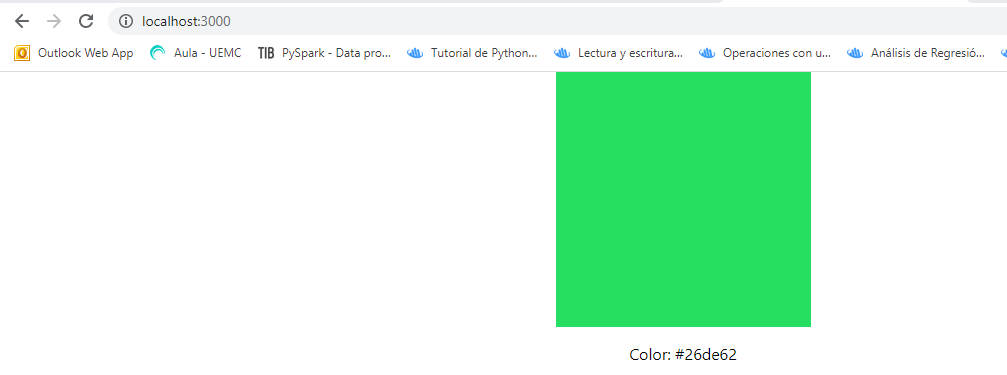 localhost:3000
Outlook Web App Aula - UEMC TIB PySpark - Data pro... Tutorial de Python... Lectura y escritura... Operaciones con u... Análisis de Regresió...
Color: #26de62